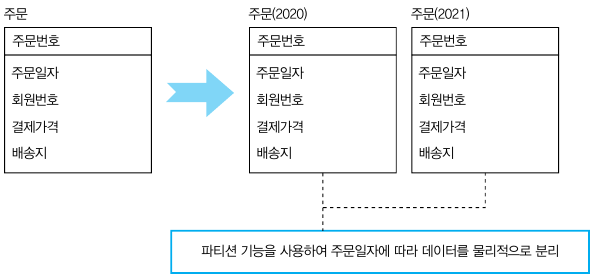 주문
주문번호
주문일자
회원번호
결제가격
배송지
주문(2020)
주문번호
주문일자
회원번호
결제가격
배송지
주문(2021)
주문번호
주문일자
회원번호
결제가격
배송지
파티션 기능을 사용하여 주문일자에 따라 데이터를 물리적으로 분리